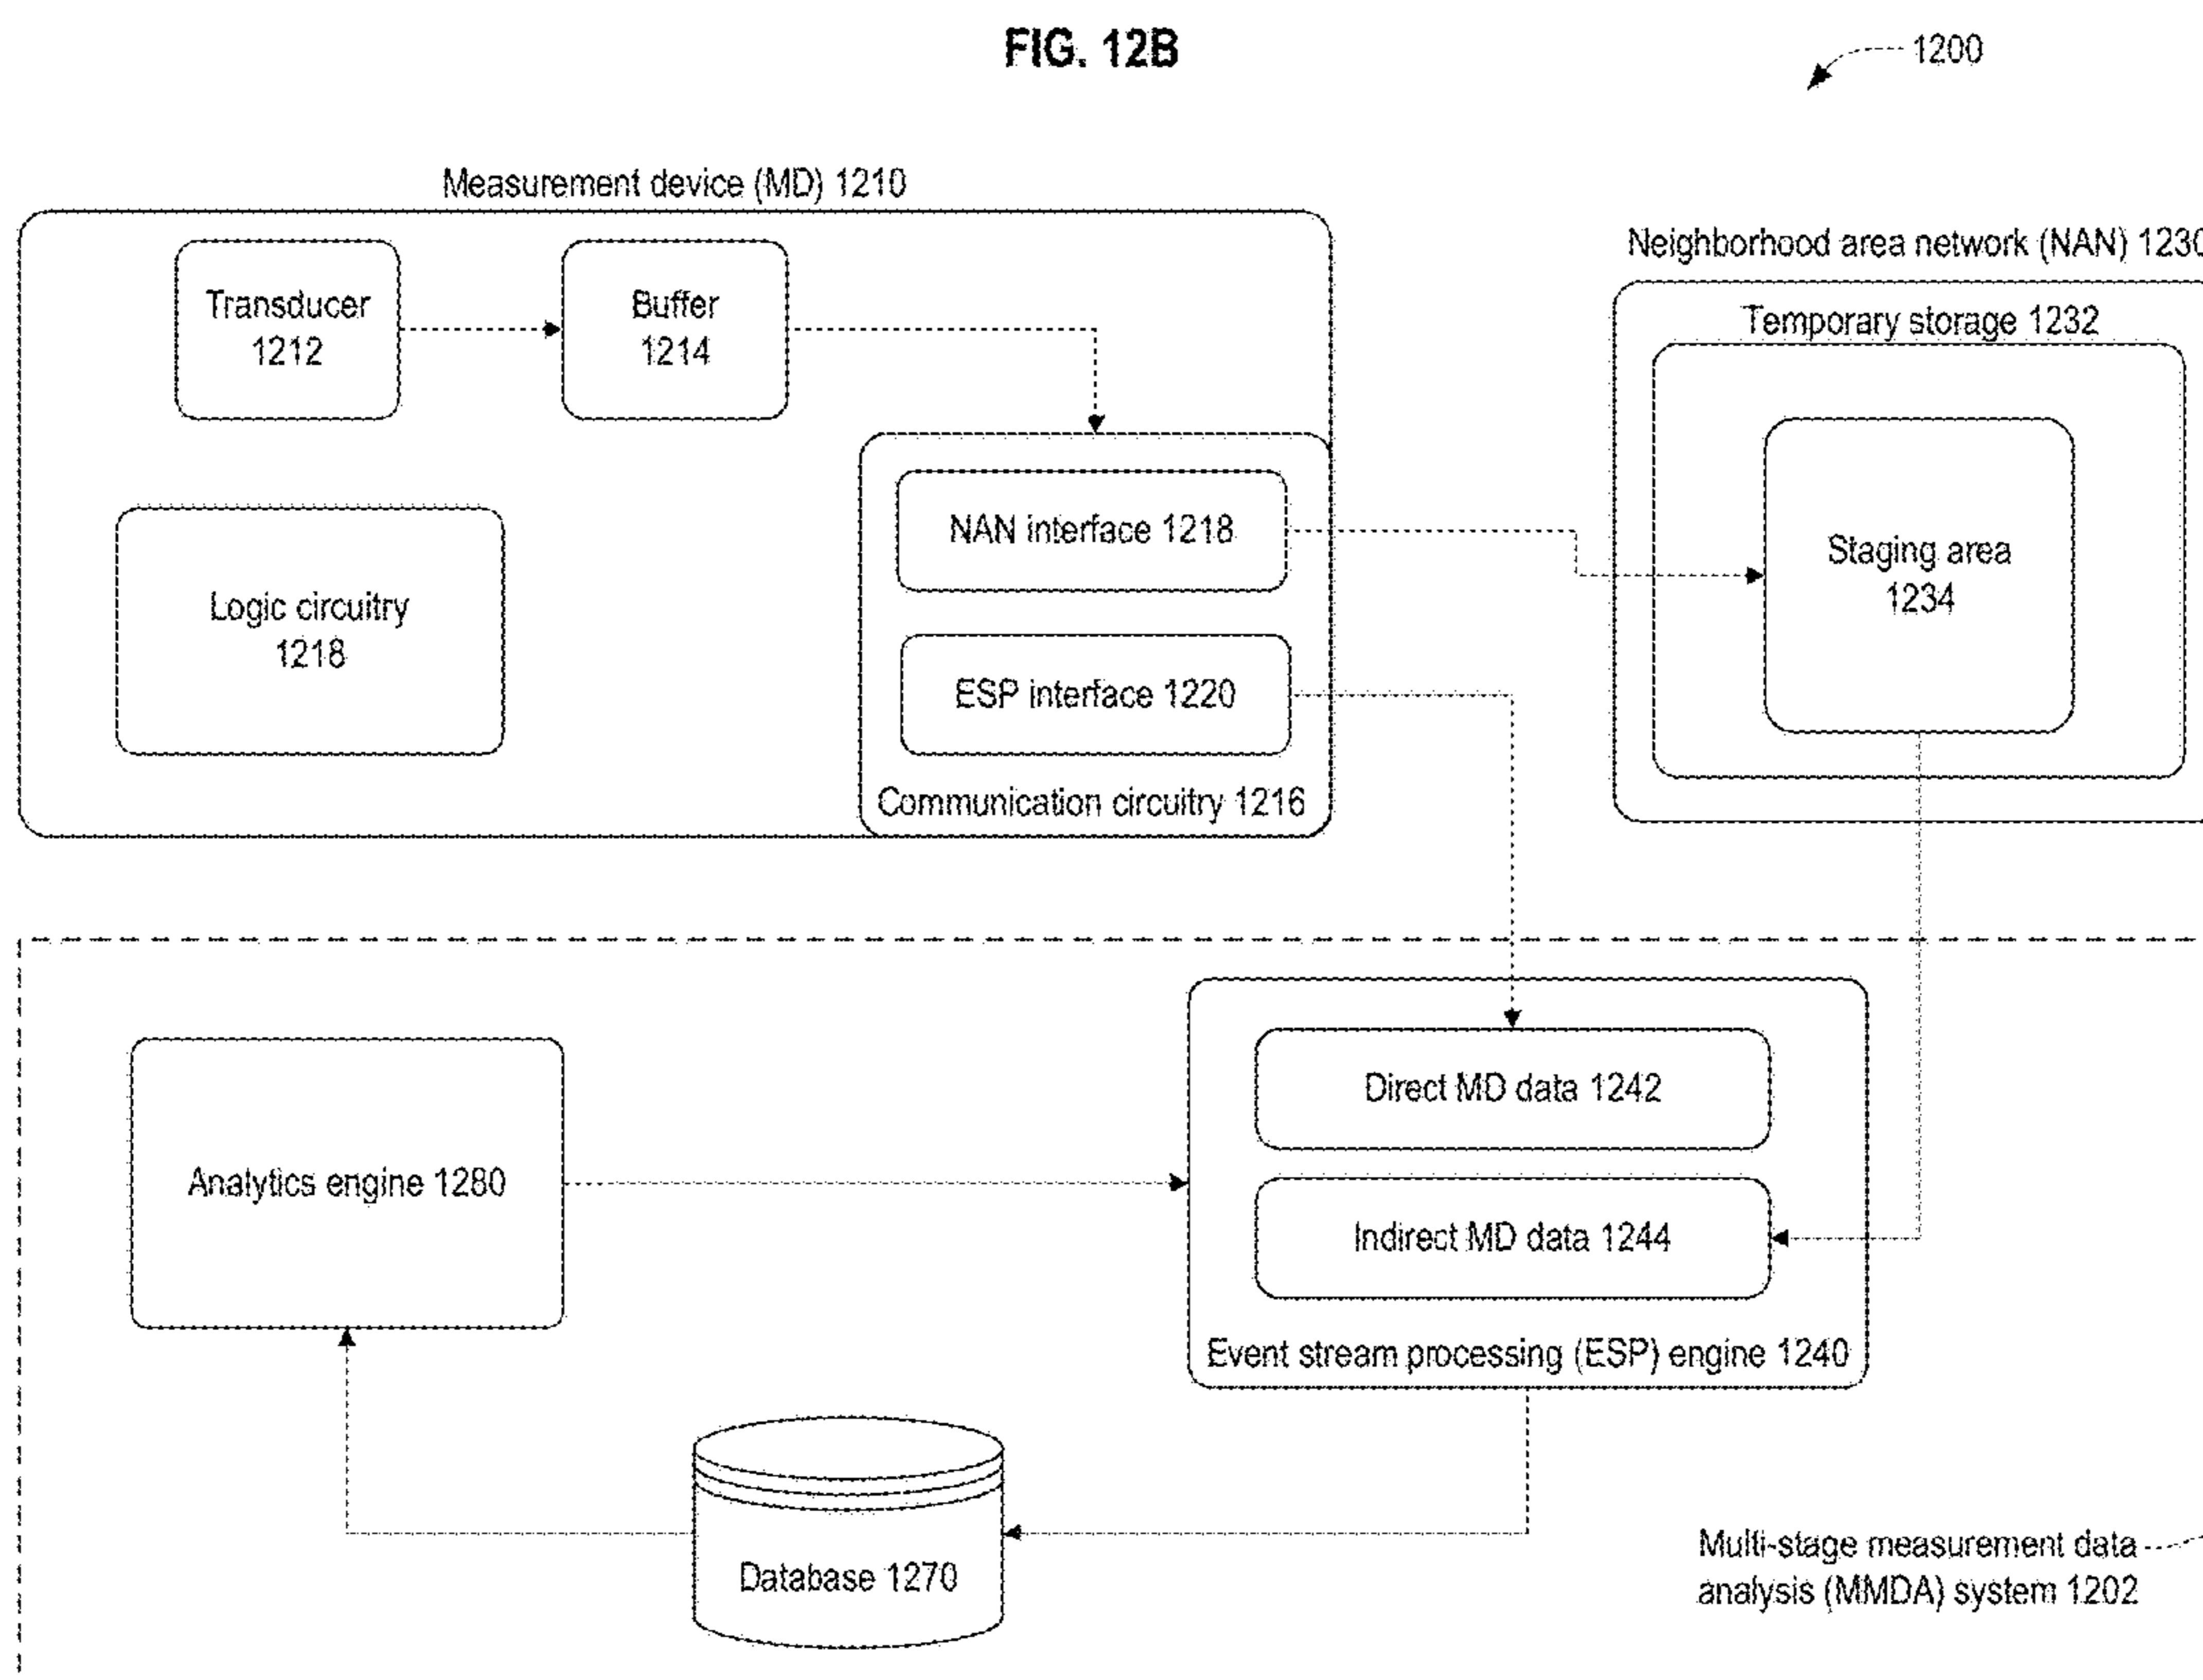 FIG. 12B
1200
Measurement device (MD) 1210
Neighborhood area network (NAN) 1230
Transducer
1212
Buffer
1214
Temporary storage 1232
NAN interface 1218
Staging area
1234
Logic circuitry
1218
ESP interface 1220
Communication circuitry 1216
Direct MD data 1242
Analytics engine 1280
Indirect MD data 1244
Event stream processing (ESP) engine 1240
Database 1270
Multi-stage measurement data
analysis (MMDA) system 1202